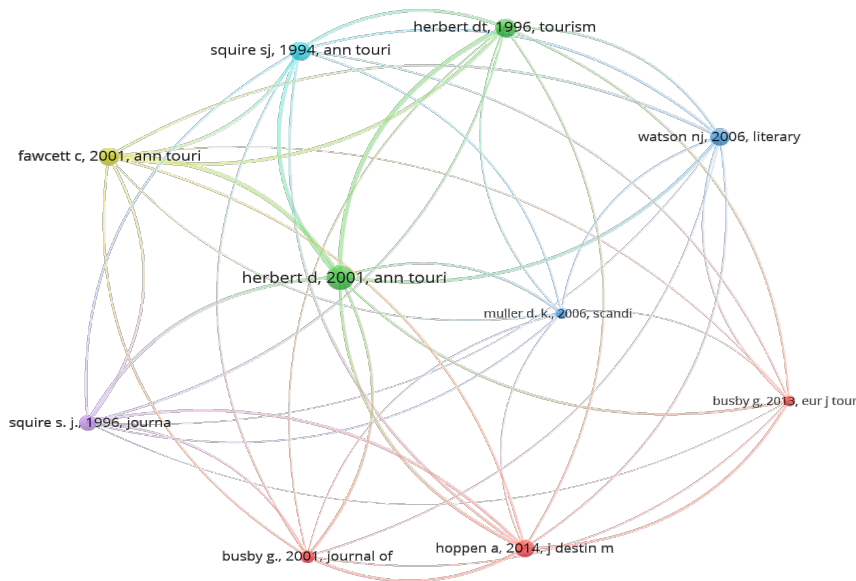 herbert dt, 1996, tourism
squire sj, 1994, ann touri
watson nj, 2006, literary
fawcett c, 2001, ann touri
herbert d, 2001, ann touri
muller d. k., 2006, scandi
busby g, 2013, eur j tour
squire s. j., 1996, journa
hoppen a, 2014, j destin m
busby g., 2001, journal of